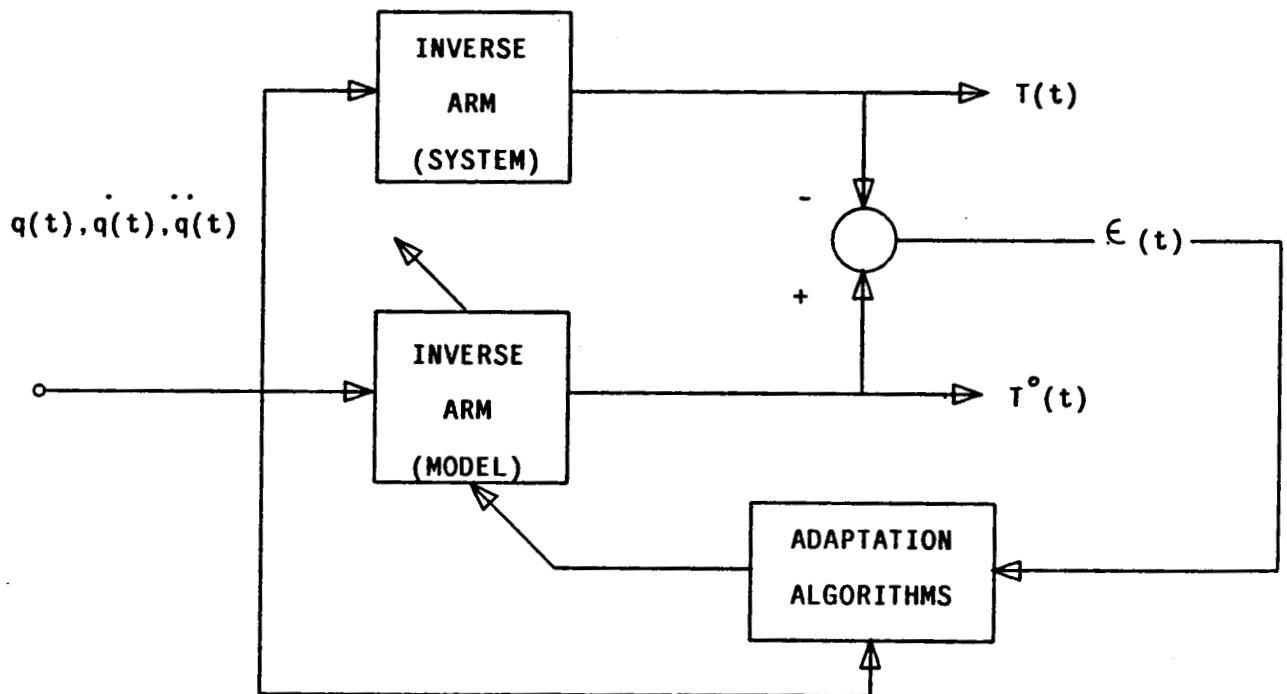 INVERSE
ARM
(SYSTEM)
T(t)
q(t),q̇(t),q̈(t)
-
ϵ(t)
+
INVERSE
ARM
(MODEL)
T°(t)
ADAPTATION
ALGORITHMS